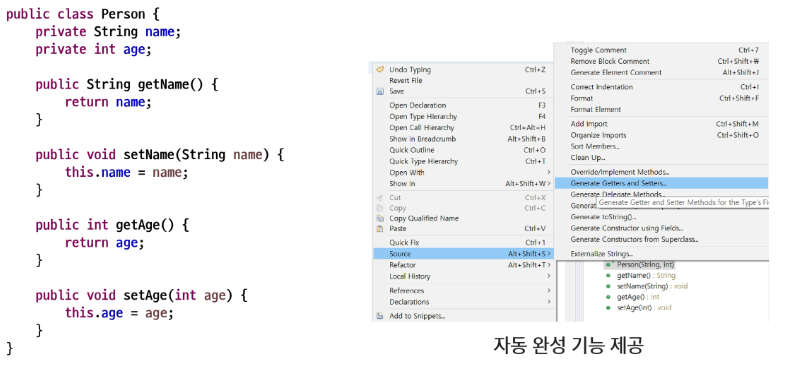 public class Person {
private String name;
private int age;
public String getName() {
return name;
}
public void setName(String name) {
this.name = name;
}
public int getAge() {
return age;
}
public void setAge(int age) {
this.age = age;
}
}
Undo Typing Ctrl+Z
Revert File
Save Ctrl+S
Open Declaration F3
Open Type Hierarchy F4
Open Call Hierarchy Ctrl+Alt+H
Show in Breadcrumb Alt+Shift+B
Quick Outline Ctrl+O
Quick Type Hierarchy Ctrl+T
Open With >
Show In Alt+Shift+W >
Cut Ctrl+X
Copy Ctrl+C
Copy Qualified Name
Paste Ctrl+V
Quick Fix Ctrl+1
Source Alt+Shift+S >
Refactor Alt+Shift+T >
Local History >
References >
Declarations >
Add to Snippets...
Toggle Comment Ctrl+7
Remove Block Comment Ctrl+Shift+₩
Generate Element Comment Alt+Shift+J
Correct Indentation Ctrl+I
Format Ctrl+Shift+F
Format Element
Add Import Ctrl+Shift+M
Organize Imports Ctrl+Shift+O
Sort Members...
Clean Up...
Override/Implement Methods...
Generate Getters and Setters...
Generate Delegate Methods...
Generate Getter and Setter Methods for the Type's
Generate toString()...
Generate Constructor using Fields...
Generate Constructors from Superclass...
Externalize Strings...
Person(String, int)
getName() : String
setName(String) : void
getAge() : int
setAge(int) : void
자동 완성 기능 제공